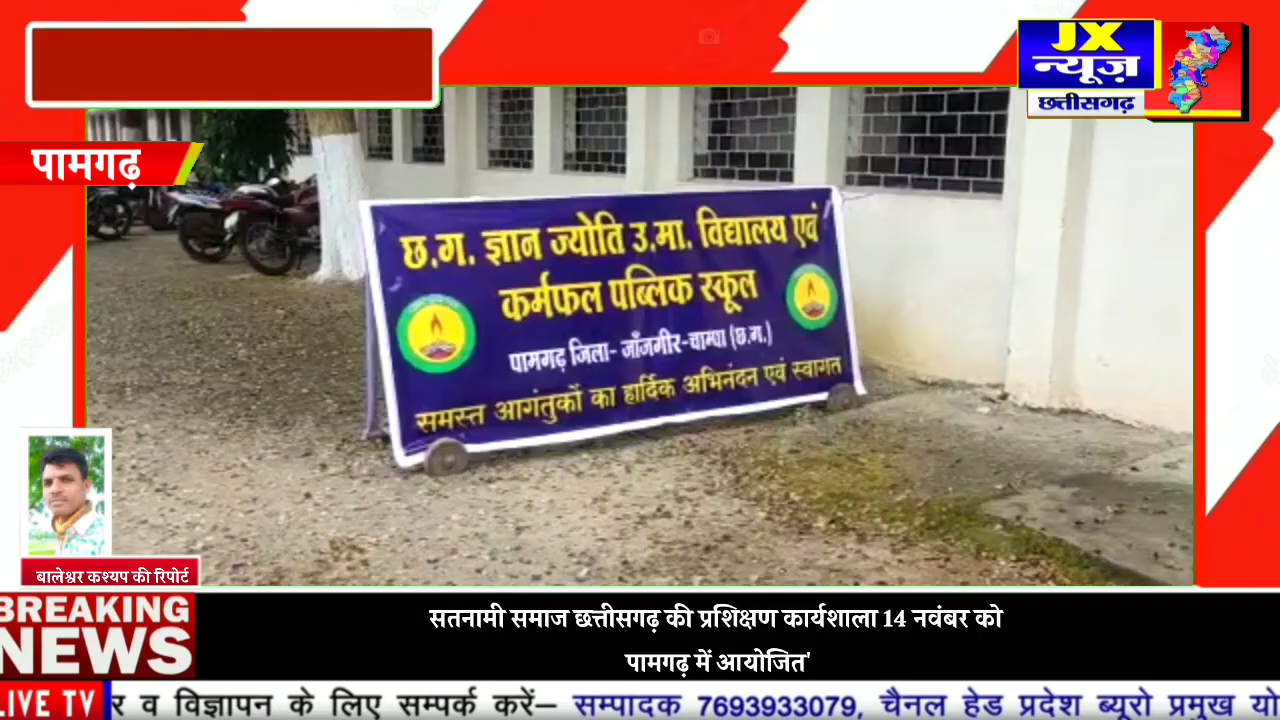 JX
न्यूज़
छत्तीसगढ़
पामगढ़
छ.ग. ज्ञान ज्योति उ.मा. विद्यालय एवं
कर्मफल पब्लिक स्कूल
पामगढ़ जिला- जाँजगीर-चाम्पा (छ.ग.)
समस्त आगंतुकों का हार्दिक अभिनंदन एवं स्वागत
बालेश्वर कश्यप की रिपोर्ट
BREAKING
NEWS
सतनामी समाज छत्तीसगढ़ की प्रशिक्षण कार्यशाला 14 नवंबर को
पामगढ़ में आयोजित'
LIVE TV
र व विज्ञापन के लिए सम्पर्क करें– सम्पादक 7693933079, चैनल हेड प्रदेश ब्यूरो प्रमुख यो